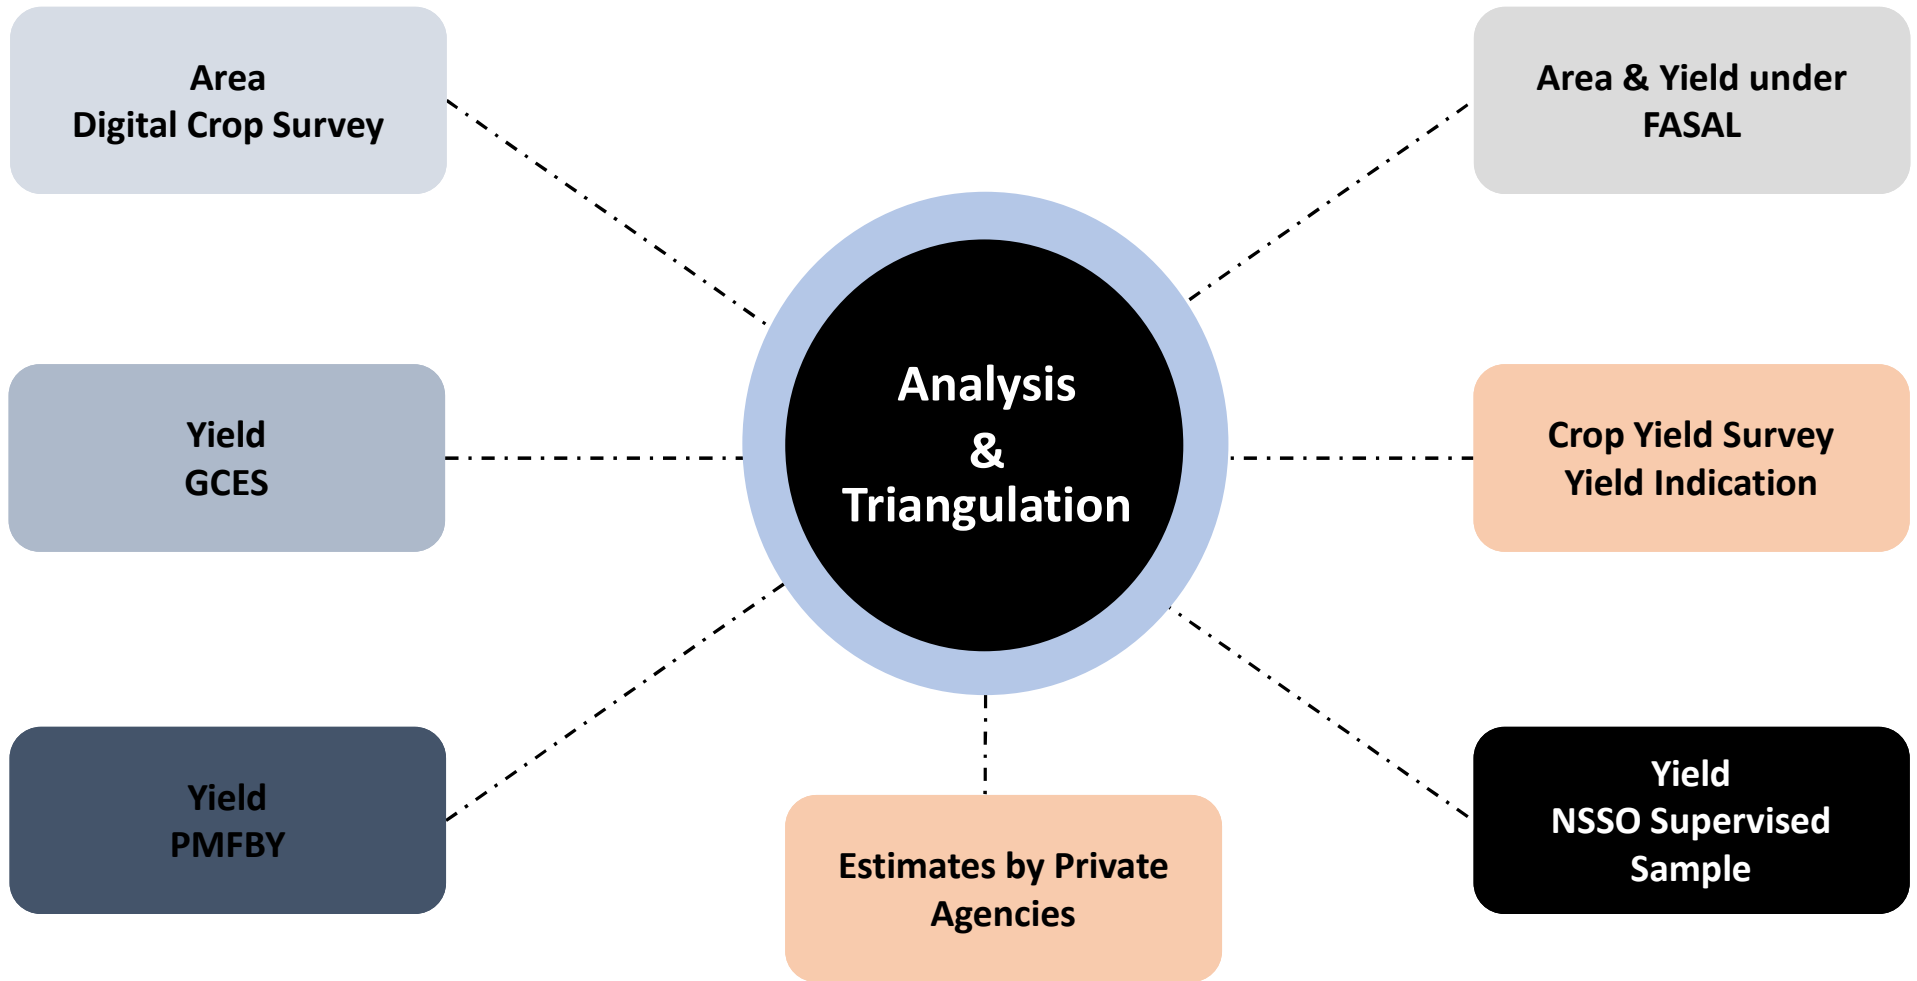 Area
Digital Crop Survey
Area & Yield under
FASAL
Analysis
&
Triangulation
Yield
GCES
Crop Yield Survey
Yield Indication
Yield
PMFBY
Estimates by Private
Agencies
Yield
NSSO Supervised
Sample